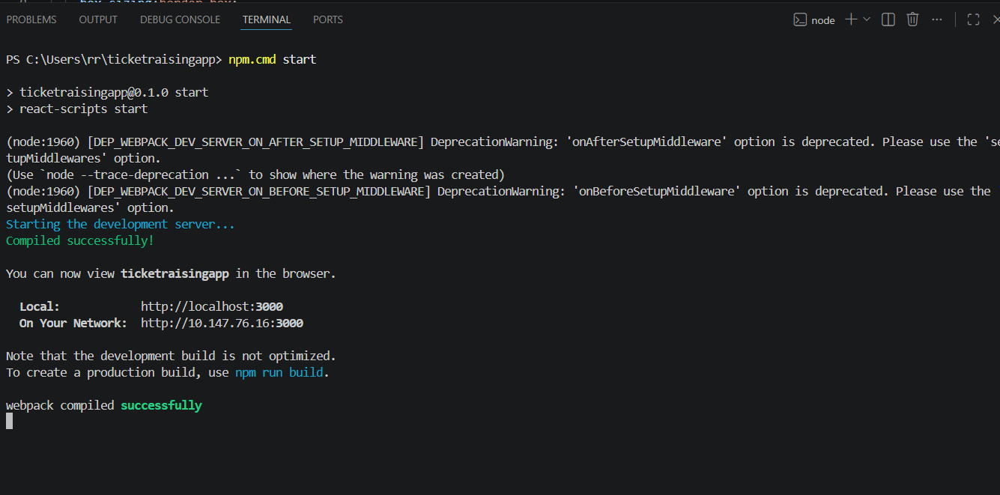 box-sizing:border-box;
PROBLEMS OUTPUT DEBUG CONSOLE TERMINAL PORTS node
PS C:\Users\rr\ticketraisingapp> npm.cmd start
> ticketraisingapp@0.1.0 start
> react-scripts start
(node:1960) [DEP_WEBPACK_DEV_SERVER_ON_AFTER_SETUP_MIDDLEWARE] DeprecationWarning: 'onAfterSetupMiddleware' option is deprecated. Please use the 'se
tupMiddlewares' option.
(Use `node --trace-deprecation ...` to show where the warning was created)
(node:1960) [DEP_WEBPACK_DEV_SERVER_ON_BEFORE_SETUP_MIDDLEWARE] DeprecationWarning: 'onBeforeSetupMiddleware' option is deprecated. Please use the
setupMiddlewares' option.
Starting the development server...
Compiled successfully!
You can now view ticketraisingapp in the browser.
Local: http://localhost:3000
On Your Network: http://10.147.76.16:3000
Note that the development build is not optimized.
To create a production build, use npm run build.
webpack compiled successfully